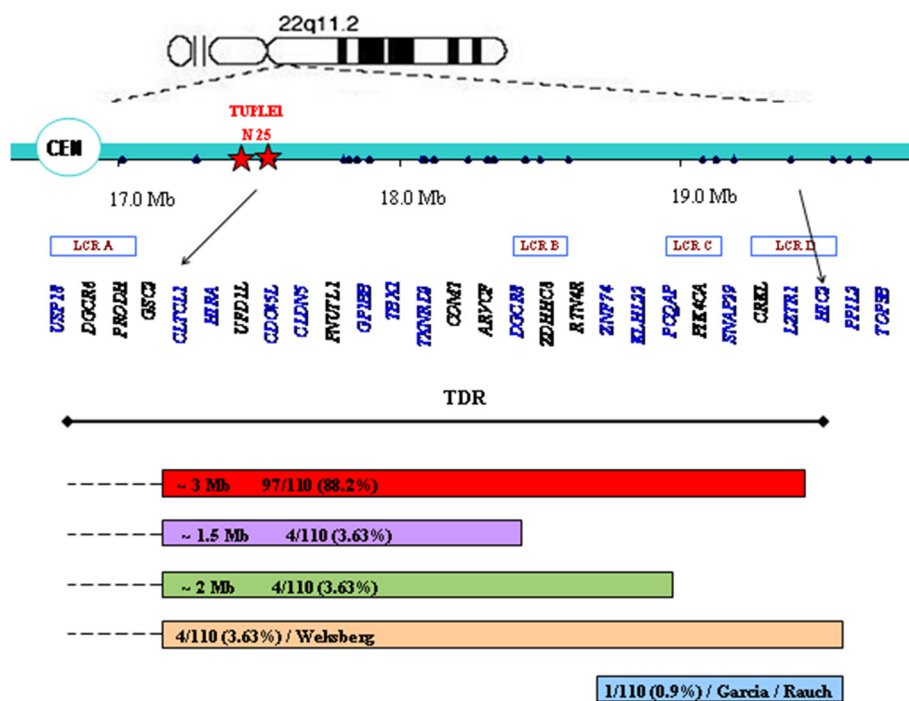 22q11.2
TUPLE1
N 25
CEN
17.0 Mb 18.0 Mb 19.0 Mb
LCR A LCR B LCR C LCR D
USP18 DGCR6 PRODH GSC2 CLTCL1 HIRA UFD1L CDC45L CLDN5 PNUTL1 GP1BB TBX1 TXNRD2 COMT ARVCF DGCR8 ZDHHC8 RTN4R ZNF74 KLHL22 PCQAP PIK4CA SNAP29 CRKL LZTR1 HIC2 PPIL2 TOP3B
TDR
~ 3 Mb 97/110 (88.2%)
~ 1.5 Mb 4/110 (3.63%)
~ 2 Mb 4/110 (3.63%)
4/110 (3.63%) / Weksberg
1/110 (0.9%) / Garcia / Rauch